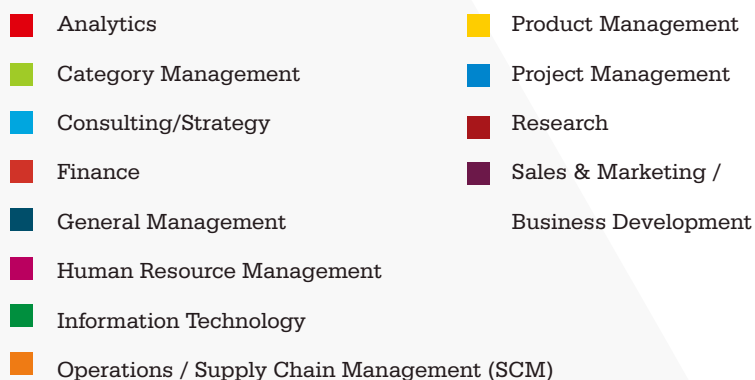 Analytics
Category Management
Consulting/Strategy
Finance
General Management
Human Resource Management
Information Technology
Operations / Supply Chain Management (SCM)
Product Management
Project Management
Research
Sales & Marketing /
Business Development